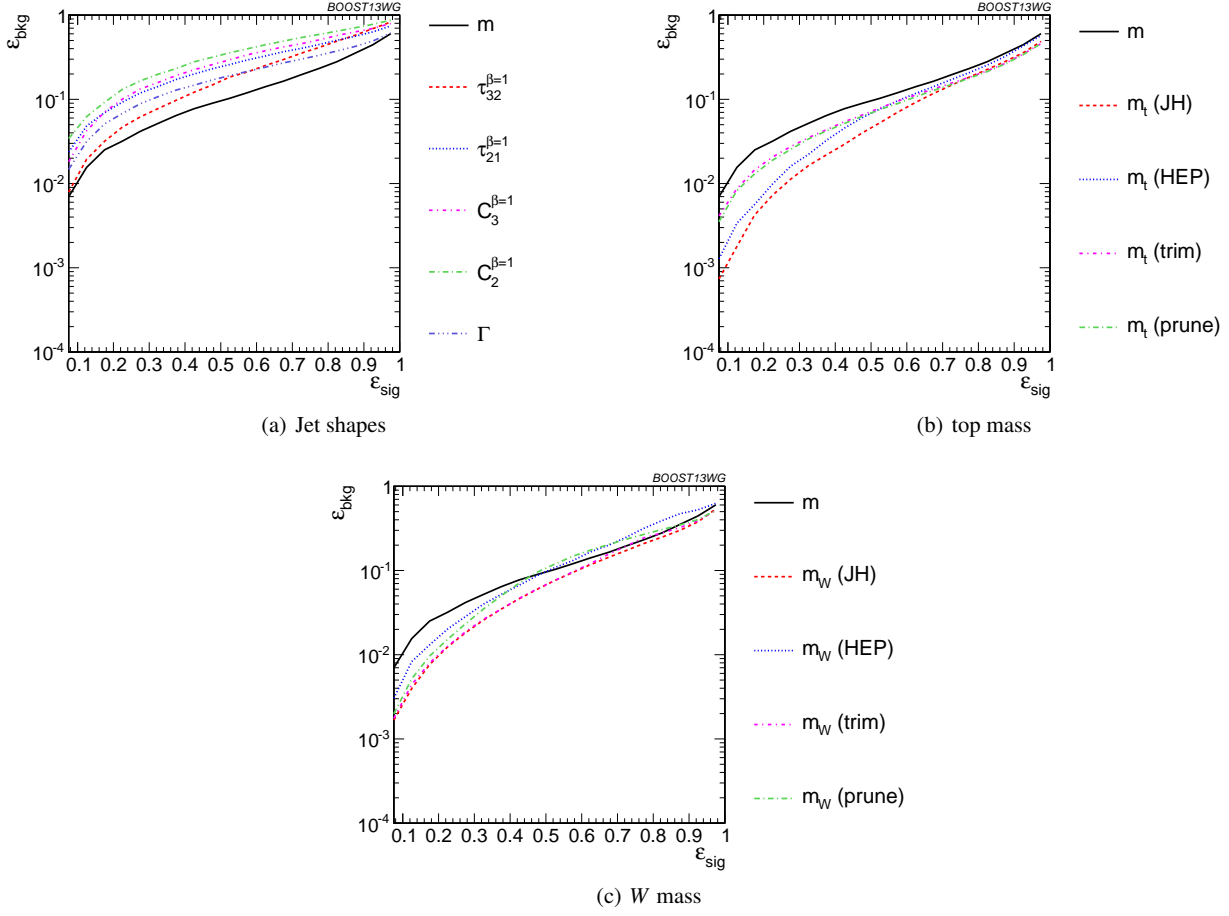 BOOST13WG
ε_bkg
1
10^-1
10^-2
10^-3
10^-4
0.1 0.2 0.3 0.4 0.5 0.6 0.7 0.8 0.9 1
ε_sig
m
τ_32^β=1
τ_21^β=1
C_3^β=1
C_2^β=1
Γ
(a) Jet shapes
BOOST13WG
ε_bkg
1
10^-1
10^-2
10^-3
10^-4
0.1 0.2 0.3 0.4 0.5 0.6 0.7 0.8 0.9 1
ε_sig
m
m_t (JH)
m_t (HEP)
m_t (trim)
m_t (prune)
(b) top mass
BOOST13WG
ε_bkg
1
10^-1
10^-2
10^-3
10^-4
0.1 0.2 0.3 0.4 0.5 0.6 0.7 0.8 0.9 1
ε_sig
m
m_W (JH)
m_W (HEP)
m_W (trim)
m_W (prune)
(c) W mass